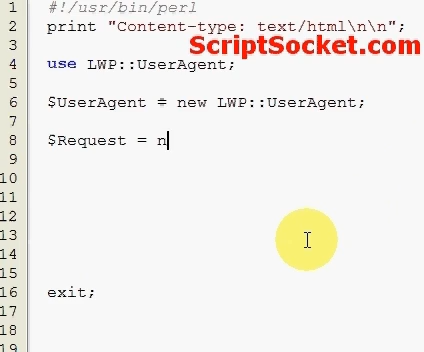 1 #!/usr/bin/perl
2 print "Content-type: text/html\n\n";
3 ScriptSocket.com
4 use LWP::UserAgent;
5
6 $UserAgent = new LWP::UserAgent;
7
8 $Request = n
9
10
11
12
13
14
15
16 exit;
17
18
19